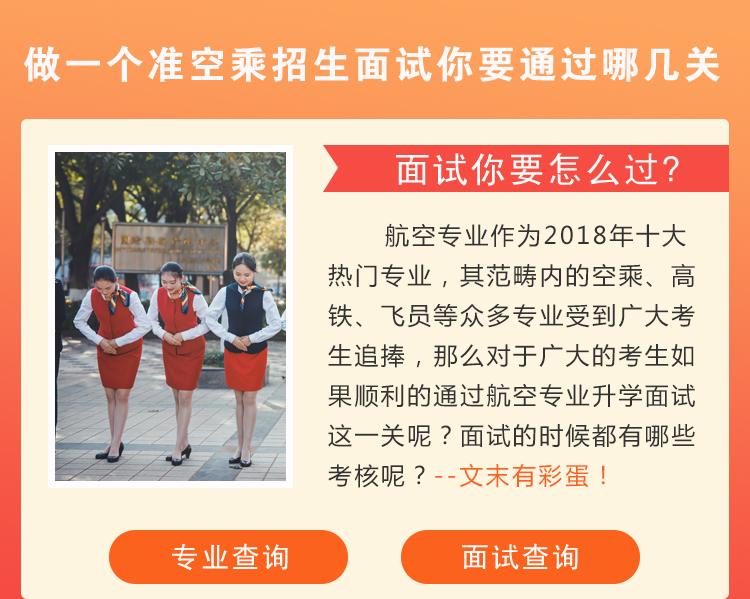 做一个准空乘招生面试你要通过哪几关
面试你要怎么过?
航空专业作为2018年十大
热门专业，其范畴内的空乘、高
铁、飞员等众多专业受到广大考
生追捧，那么对于广大的考生如
果顺利的通过航空专业升学面试
这一关呢？面试的时候都有哪些
考核呢？--文末有彩蛋！
专业查询
面试查询